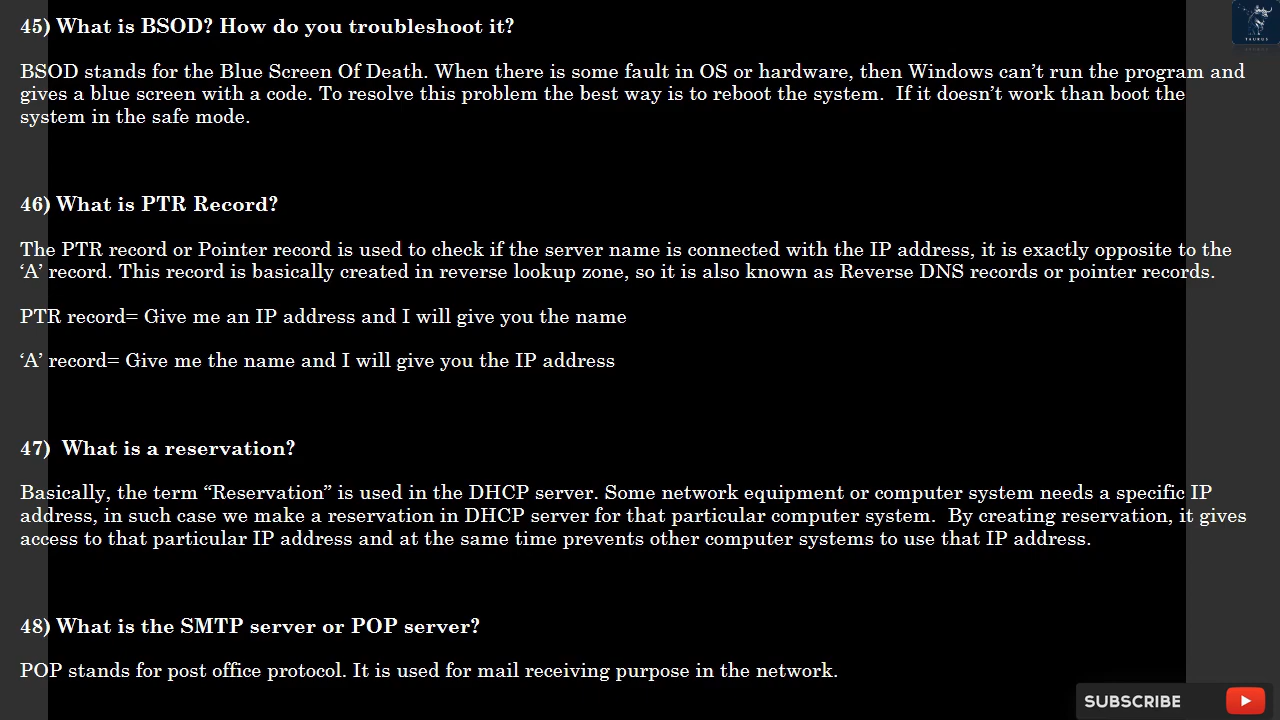 45) What is BSOD? How do you troubleshoot it?
BSOD stands for the Blue Screen Of Death. When there is some fault in OS or hardware, then Windows can’t run the program and
gives a blue screen with a code. To resolve this problem the best way is to reboot the system.  If it doesn’t work than boot the
system in the safe mode.
46) What is PTR Record?
The PTR record or Pointer record is used to check if the server name is connected with the IP address, it is exactly opposite to the
‘A’ record. This record is basically created in reverse lookup zone, so it is also known as Reverse DNS records or pointer records.
PTR record= Give me an IP address and I will give you the name
‘A’ record= Give me the name and I will give you the IP address
47)  What is a reservation?
Basically, the term “Reservation” is used in the DHCP server. Some network equipment or computer system needs a specific IP
address, in such case we make a reservation in DHCP server for that particular computer system.  By creating reservation, it gives
access to that particular IP address and at the same time prevents other computer systems to use that IP address.
48) What is the SMTP server or POP server?
POP stands for post office protocol. It is used for mail receiving purpose in the network.
TAURUS
SUBSCRIBE